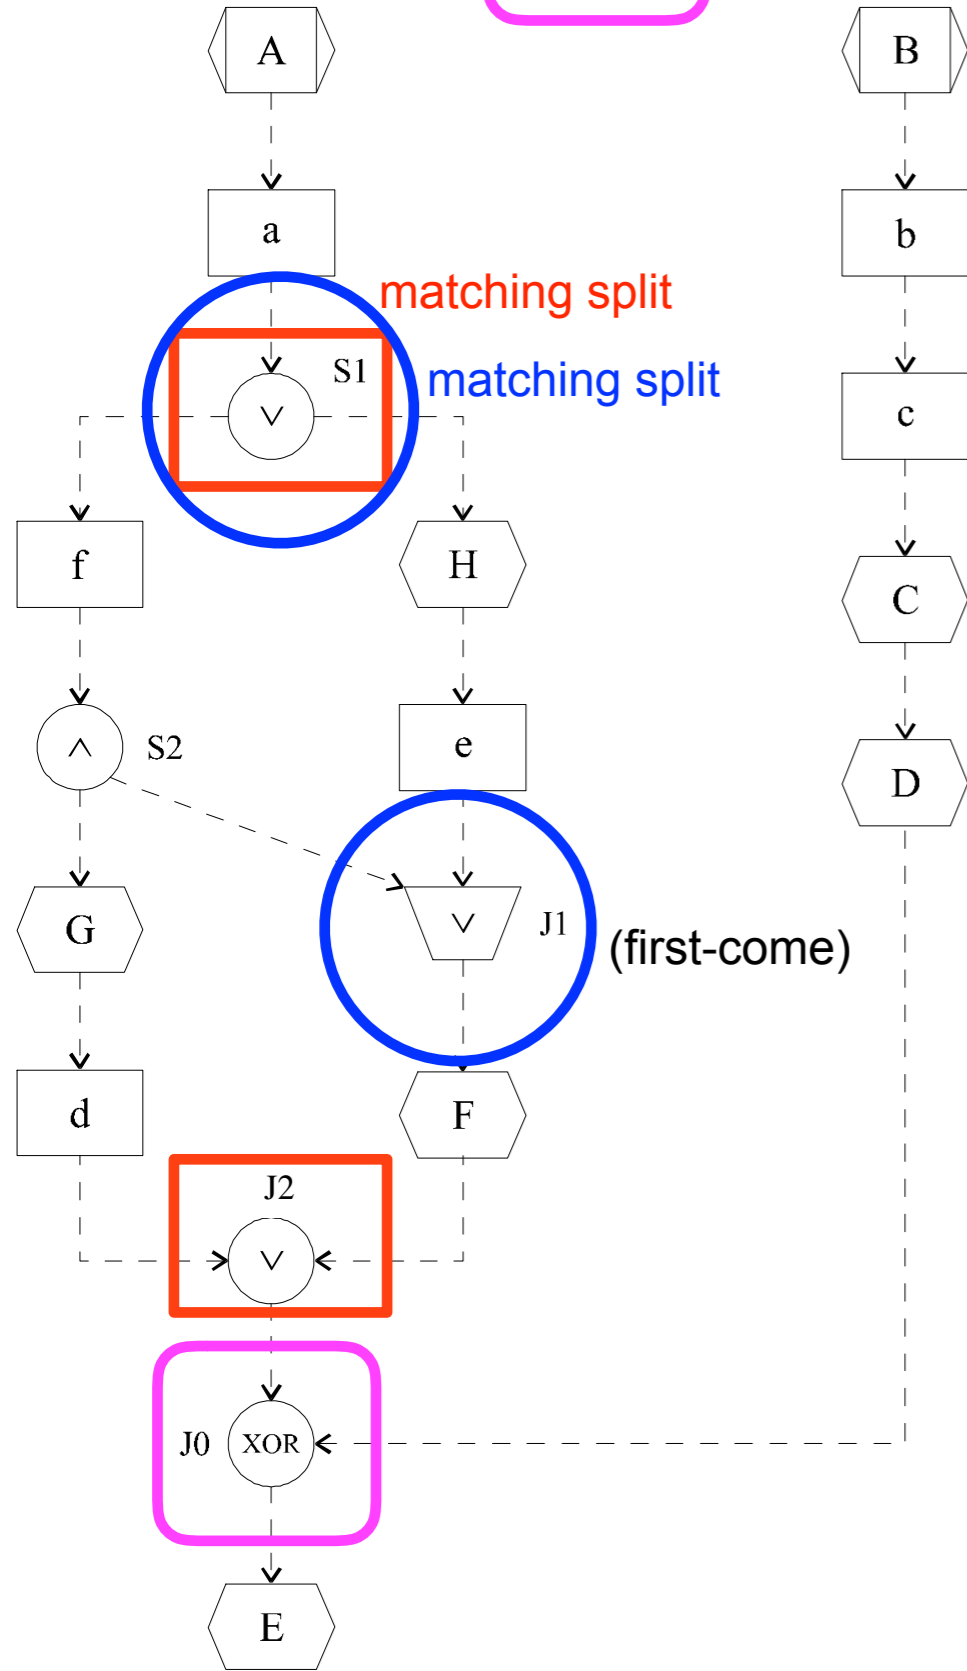 A
B
a
b
matching split
S1
matching split
∨
c
f
H
C
∧
S2
e
D
G
∨
J1
(first-come)
d
F
J2
∨
J0
XOR
E